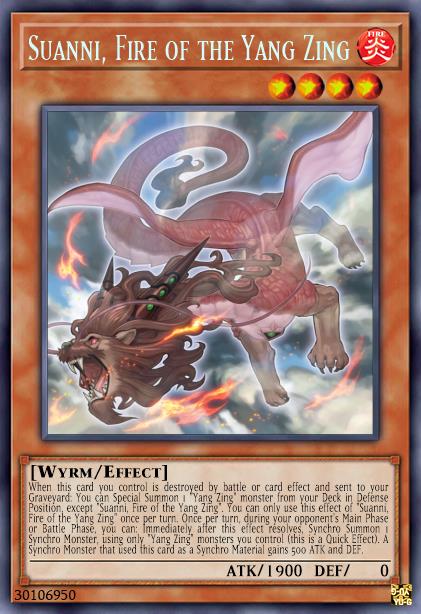 Suanni, Fire of the Yang Zing
FIRE
炎
[Wyrm/Effect]
When this card you control is destroyed by battle or card effect and sent to your
Graveyard: You can Special Summon 1 "Yang Zing" monster from your Deck in Defense
Position, except "Suanni, Fire of the Yang Zing". You can only use this effect of "Suanni,
Fire of the Yang Zing" once per turn. Once per turn, during your opponent's Main Phase
or Battle Phase, you can: Immediately after this effect resolves, Synchro Summon 1
Synchro Monster, using only "Yang Zing" monsters you control (this is a Quick Effect). A
Synchro Monster that used this card as a Synchro Material gains 500 ATK and DEF.
ATK/1900 DEF/ 0
30106950